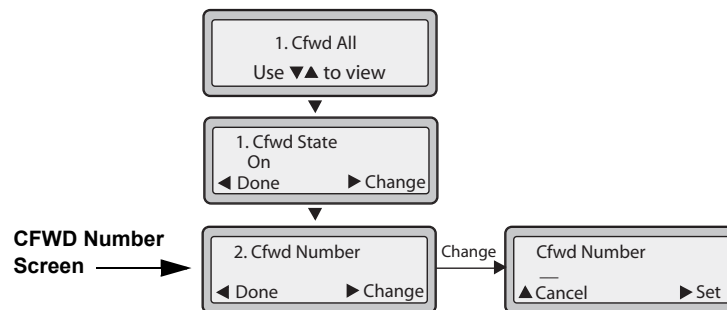 1. Cfwd All
Use ▼▲ to view
▼
1. Cfwd State
On
◀ Done ▶ Change
▼
CFWD Number
Screen
2. Cfwd Number
◀ Done ▶ Change
Change
Cfwd Number
__
▲ Cancel ▶ Set